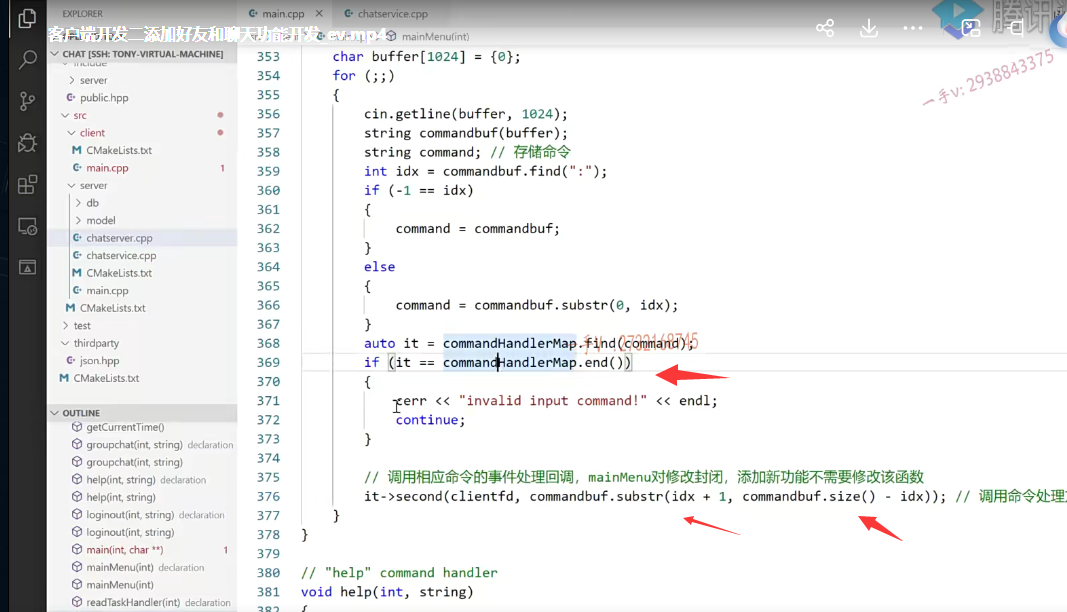 EXPLORER
main.cpp
chatservice.cpp
客户端开发二添加好友和聊天功能开发_ev.mp4
mainMenu(int)
CHAT [SSH: TONY-VIRTUAL-MACHINE]
include
server
public.hpp
src
client
CMakeLists.txt
main.cpp 1
server
db
model
chatserver.cpp
chatservice.cpp
CMakeLists.txt
main.cpp
CMakeLists.txt
test
thirdparty
json.hpp
CMakeLists.txt
OUTLINE
getCurrentTime()
groupchat(int, string) declaration
groupchat(int, string)
help(int, string) declaration
help(int, string)
loginout(int, string) declaration
loginout(int, string)
main(int, char **) 1
mainMenu(int) declaration
mainMenu(int)
readTaskHandler(int) declaration
一手v: 2938843375
353 char buffer[1024] = {0};
354 for (;;)
355 {
356 cin.getline(buffer, 1024);
357 string commandbuf(buffer);
358 string command; // 存储命令
359 int idx = commandbuf.find(":");
360 if (-1 == idx)
361 {
362 command = commandbuf;
363 }
364 else
365 {
366 command = commandbuf.substr(0, idx);
367 }
368 auto it = commandHandlerMap.find(command);
369 if (it == commandHandlerMap.end())
370 {
371 cerr << "invalid input command!" << endl;
372 continue;
373 }
374
375 // 调用相应命令的事件处理回调，mainMenu对修改封闭，添加新功能不需要修改该函数
376 it->second(clientfd, commandbuf.substr(idx + 1, commandbuf.size() - idx)); // 调用命令处理
377 }
378 }
379
380 // "help" command handler
381 void help(int, string)
382 {